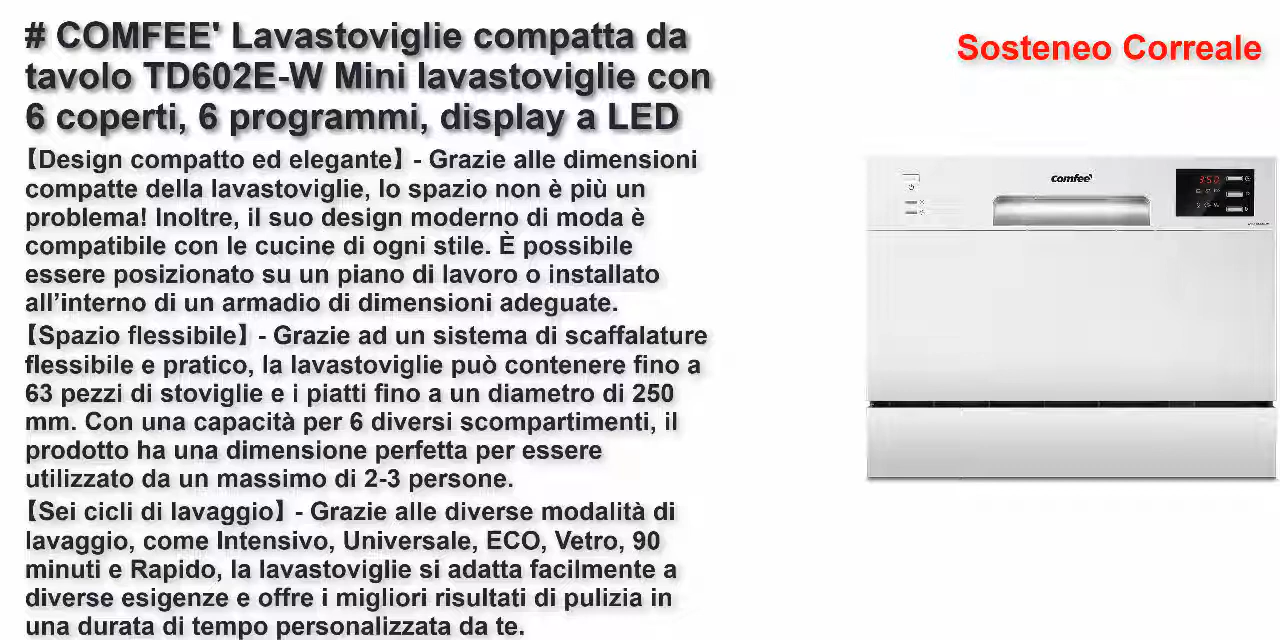 # COMFEE' Lavastoviglie compatta da
tavolo TD602E-W Mini lavastoviglie con
6 coperti, 6 programmi, display a LED
【Design compatto ed elegante】 - Grazie alle dimensioni
compatte della lavastoviglie, lo spazio non è più un
problema! Inoltre, il suo design moderno di moda è
compatibile con le cucine di ogni stile. È possibile
essere posizionato su un piano di lavoro o installato
all’interno di un armadio di dimensioni adeguate.
【Spazio flessibile】 - Grazie ad un sistema di scaffalature
flessibile e pratico, la lavastoviglie può contenere fino a
63 pezzi di stoviglie e i piatti fino a un diametro di 250
mm. Con una capacità per 6 diversi scompartimenti, il
prodotto ha una dimensione perfetta per essere
utilizzato da un massimo di 2-3 persone.
【Sei cicli di lavaggio】 - Grazie alle diverse modalità di
lavaggio, come Intensivo, Universale, ECO, Vetro, 90
minuti e Rapido, la lavastoviglie si adatta facilmente a
diverse esigenze e offre i migliori risultati di pulizia in
una durata di tempo personalizzata da te.
Sosteneo Correale
comfee'